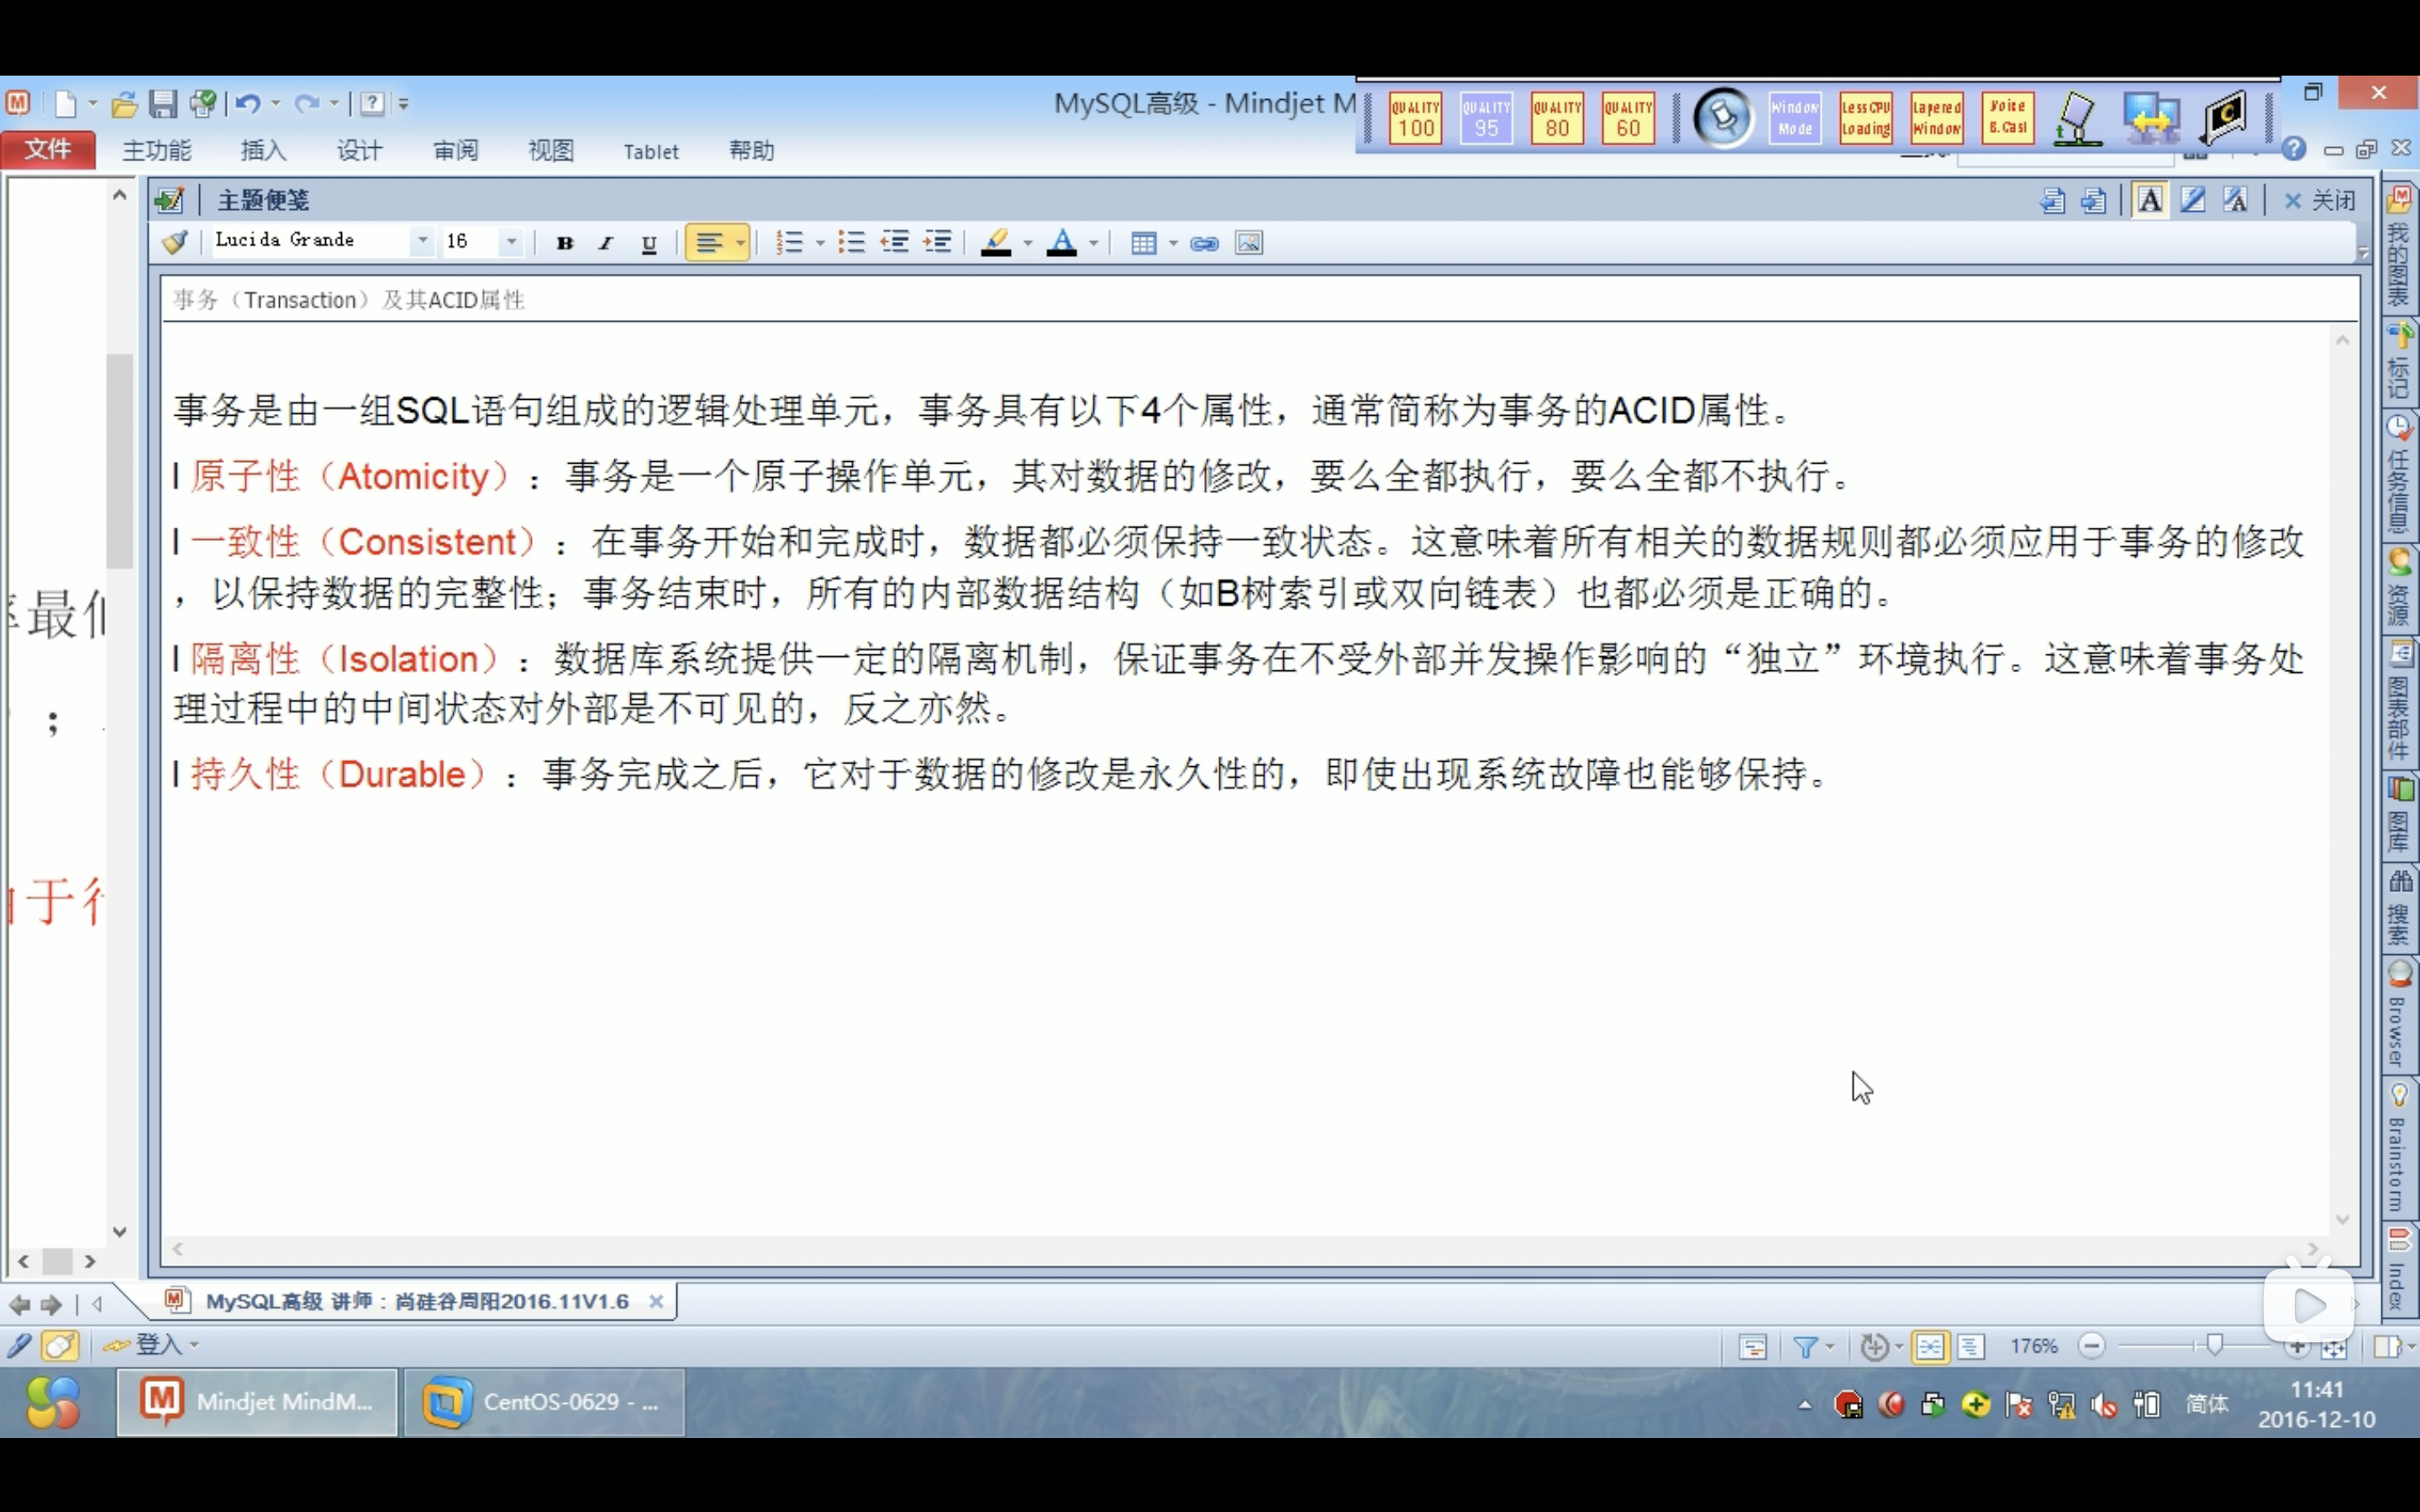 MySQL高级 - Mindjet M
QUALITY 100
QUALITY 95
QUALITY 80
QUALITY 60
Window Mode
LessCPU Loading
Layered Window
Voice B.Cast
文件 主功能 插入 设计 审阅 视图 Tablet 帮助
主题便笺
关闭
Lucida Grande 16 B I U
事务（Transaction）及其ACID属性
事务是由一组SQL语句组成的逻辑处理单元，事务具有以下4个属性，通常简称为事务的ACID属性。
l 原子性（Atomicity）：事务是一个原子操作单元，其对数据的修改，要么全都执行，要么全都不执行。
l 一致性（Consistent）：在事务开始和完成时，数据都必须保持一致状态。这意味着所有相关的数据规则都必须应用于事务的修改
，以保持数据的完整性；事务结束时，所有的内部数据结构（如B树索引或双向链表）也都必须是正确的。
l 隔离性（Isolation）：数据库系统提供一定的隔离机制，保证事务在不受外部并发操作影响的“独立”环境执行。这意味着事务处
理过程中的中间状态对外部是不可见的，反之亦然。
l 持久性（Durable）：事务完成之后，它对于数据的修改是永久性的，即使出现系统故障也能够保持。
最
；
于
我的图表
标记
任务信息
资源
图表部件
图库
搜索
Browser
Brainstorm
Index
MySQL高级 讲师：尚硅谷周阳2016.11V1.6
登入
176%
Mindjet MindM...
CentOS-0629 - ...
简体
11:41
2016-12-10